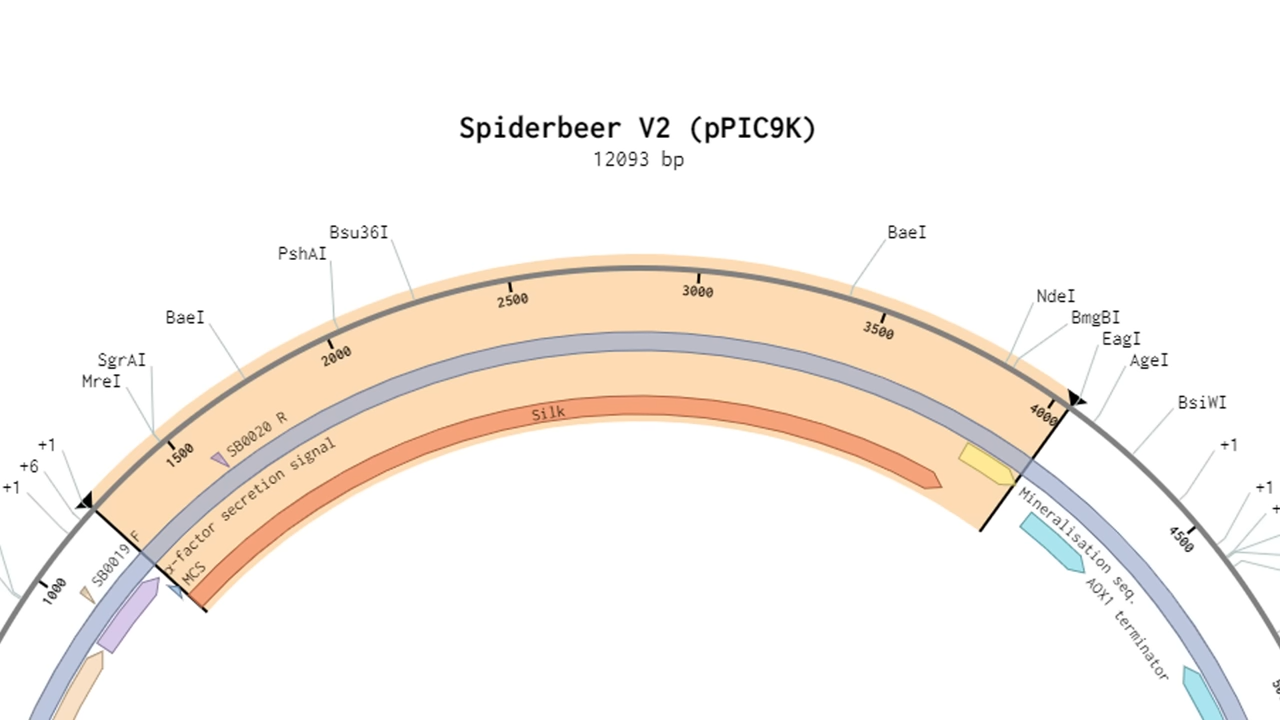 Spiderbeer V2 (pPIC9K)
12093 bp
Bsu36I
BaeI
PshAI
2500
3000
NdeI
BaeI
3500
BmgBI
2000
EagI
SgrAI
AgeI
MreI
4000
BsiWI
Silk
SB0020 R
+1
1500
+1
+6
+1
α-factor secretion signal
4500
Mineralisation seq.
SB0019 F
MCS
1000
AOX1 terminator